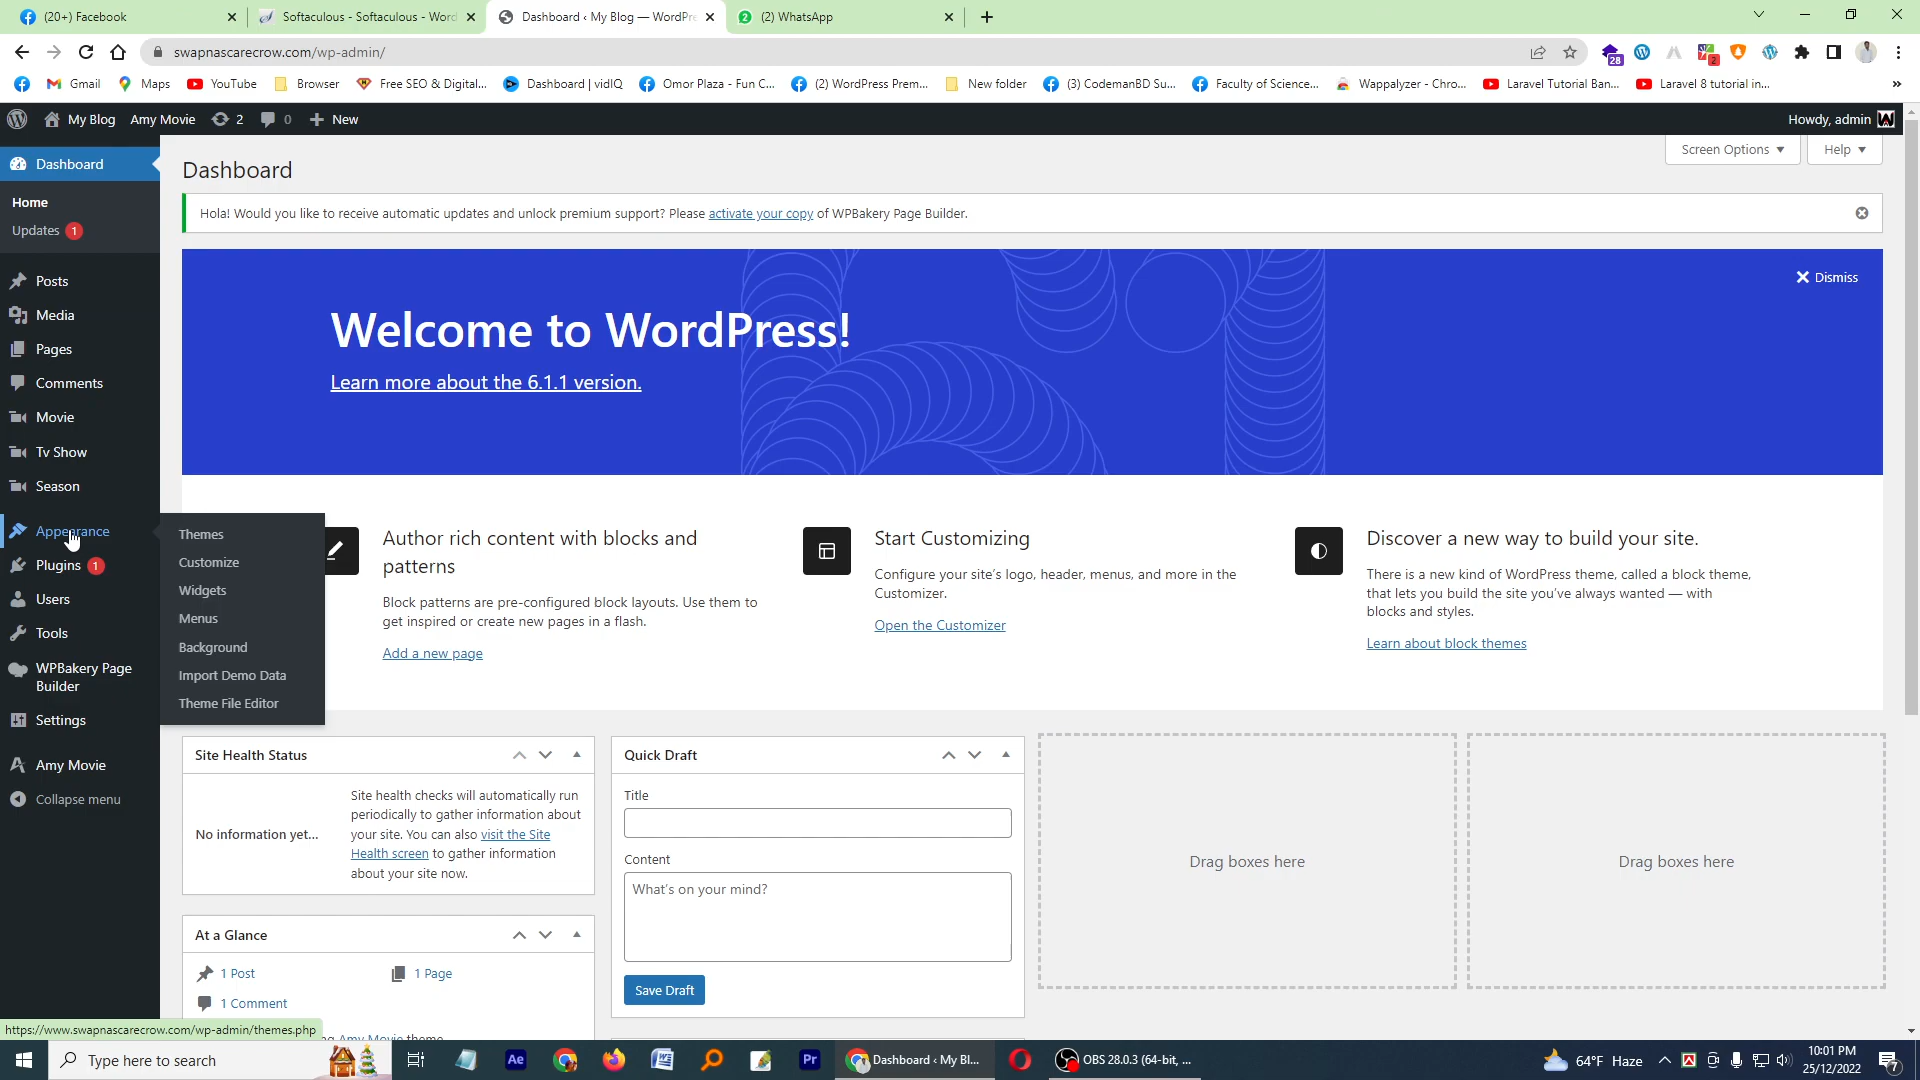 (20+) Facebook
Softaculous - Softaculous - Word
Dashboard ‹ My Blog — WordPre
2
(2) WhatsApp
swapnascarecrow.com/wp-admin/
28
2
Gmail
Maps
YouTube
Browser
Free SEO & Digital...
Dashboard | vidIQ
Omor Plaza - Fun C...
(2) WordPress Prem...
New folder
(3) CodemanBD Su...
Faculty of Science...
Wappalyzer - Chro...
Laravel Tutorial Ban...
Laravel 8 tutorial in...
»
My Blog
Amy Movie
2
0
New
Howdy, admin
Dashboard
Home
Updates 1
Posts
Media
Pages
Comments
Movie
Tv Show
Season
Appearance
Plugins 1
Users
Tools
WPBakery Page
Builder
Settings
Amy Movie
Collapse menu
Themes
Customize
Widgets
Menus
Background
Import Demo Data
Theme File Editor
Screen Options
Help
Dashboard
Hola! Would you like to receive automatic updates and unlock premium support? Please activate your copy of WPBakery Page Builder.
Dismiss
Welcome to WordPress!
Learn more about the 6.1.1 version.
Author rich content with blocks and
patterns
Block patterns are pre-configured block layouts. Use them to
get inspired or create new pages in a flash.
Add a new page
Start Customizing
Configure your site's logo, header, menus, and more in the
Customizer.
Open the Customizer
Discover a new way to build your site.
There is a new kind of WordPress theme, called a block theme,
that lets you build the site you've always wanted — with
blocks and styles.
Learn about block themes
Site Health Status
No information yet...
Site health checks will automatically run
periodically to gather information about
your site. You can also visit the Site
Health screen to gather information
about your site now.
At a Glance
1 Post
1 Page
1 Comment
Amy Movie theme
Quick Draft
Title
Content
What's on your mind?
Save Draft
Drag boxes here
Drag boxes here
https://www.swapnascarecrow.com/wp-admin/themes.php
Type here to search
Ae
Pr
Dashboard ‹ My Bl...
OBS 28.0.3 (64-bit, ...
64°F Haze
10:01 PM
25/12/2022
7